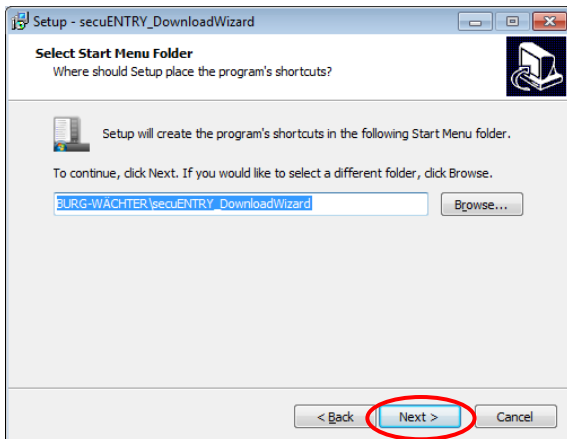 Setup - secuENTRY_DownloadWizard
Select Start Menu Folder
Where should Setup place the program's shortcuts?
Setup will create the program's shortcuts in the following Start Menu folder.
To continue, click Next. If you would like to select a different folder, click Browse.
BURG-WÄCHTER\secuENTRY_DownloadWizard
Browse...
< Back
Next >
Cancel